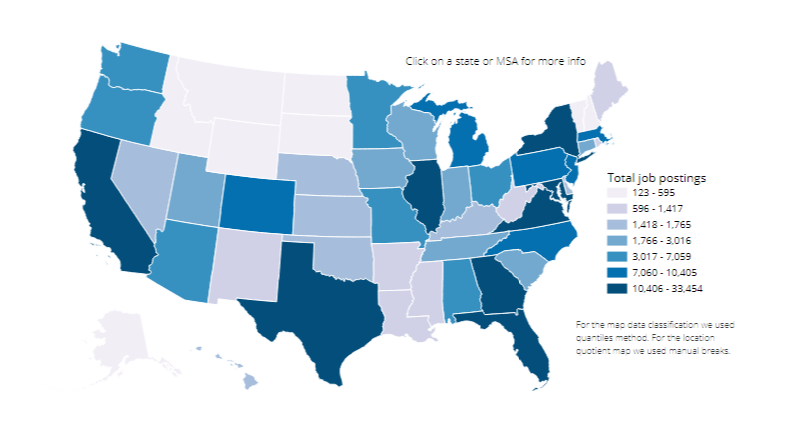 Click on a state or MSA for more info
Total job postings
123 - 595
596 - 1,417
1,418 - 1,765
1,766 - 3,016
3,017 - 7,059
7,060 - 10,405
10,406 - 33,454
For the map data classification we used
quantiles method. For the location
quotient map we used manual breaks.